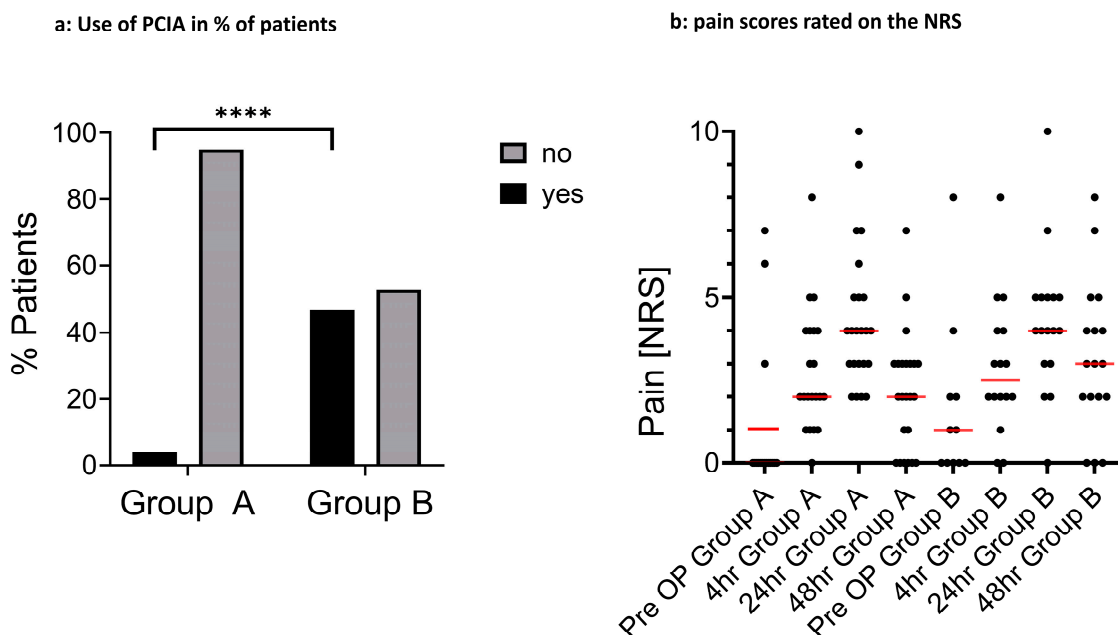 a: Use of PCIA in % of patients
b: pain scores rated on the NRS
****
100
80
60
40
20
0
% Patients
Group A
Group B
no
yes
10
5
0
Pain [NRS]
Pre OP Group A
4hr Group A
24hr Group A
48hr Group A
Pre OP Group B
4hr Group B
24hr Group B
48hr Group B